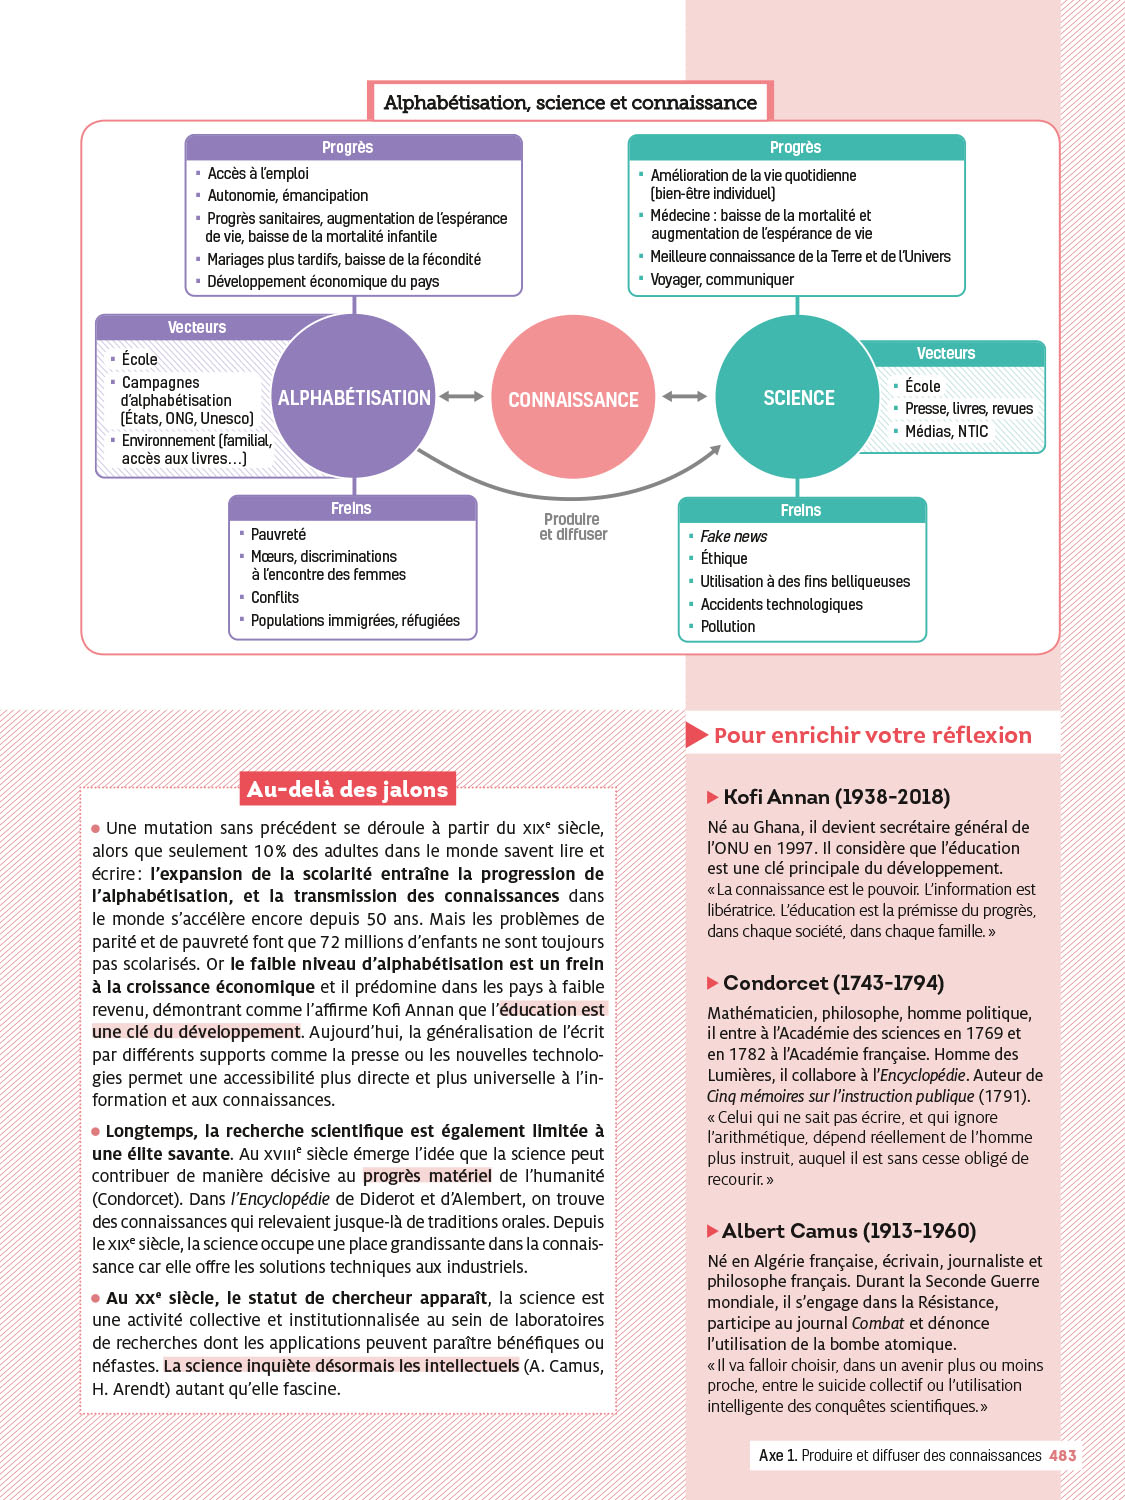 Alphabétisation, science et connaissance
Progrès
▪ Accès à l'emploi
▪ Autonomie, émancipation
▪ Progrès sanitaires, augmentation de l'espérance
de vie, baisse de la mortalité infantile
▪ Mariages plus tardifs, baisse de la fécondité
▪ Développement économique du pays
Progrès
▪ Amélioration de la vie quotidienne
(bien-être individuel)
▪ Médecine : baisse de la mortalité et
augmentation de l'espérance de vie
▪ Meilleure connaissance de la Terre et de l'Univers
▪ Voyager, communiquer
Vecteurs
▪ École
▪ Campagnes
d'alphabétisation
(États, ONG, Unesco)
▪ Environnement (familial,
accès aux livres…)
ALPHABÉTISATION
CONNAISSANCE
SCIENCE
Vecteurs
▪ École
▪ Presse, livres, revues
▪ Médias, NTIC
Produire
et diffuser
Freins
▪ Pauvreté
▪ Mœurs, discriminations
à l'encontre des femmes
▪ Conflits
▪ Populations immigrées, réfugiées
Freins
▪ Fake news
▪ Éthique
▪ Utilisation à des fins belliqueuses
▪ Accidents technologiques
▪ Pollution
Au-delà des jalons
● Une mutation sans précédent se déroule à partir du XIXe siècle,
alors que seulement 10 % des adultes dans le monde savent lire et
écrire : l'expansion de la scolarité entraîne la progression de
l'alphabétisation, et la transmission des connaissances dans
le monde s'accélère encore depuis 50 ans. Mais les problèmes de
parité et de pauvreté font que 72 millions d'enfants ne sont toujours
pas scolarisés. Or le faible niveau d'alphabétisation est un frein
à la croissance économique et il prédomine dans les pays à faible
revenu, démontrant comme l'affirme Kofi Annan que l'éducation est
une clé du développement. Aujourd'hui, la généralisation de l'écrit
par différents supports comme la presse ou les nouvelles technolo-
gies permet une accessibilité plus directe et plus universelle à l'in-
formation et aux connaissances.
● Longtemps, la recherche scientifique est également limitée à
une élite savante. Au XVIIIe siècle émerge l'idée que la science peut
contribuer de manière décisive au progrès matériel de l'humanité
(Condorcet). Dans l'Encyclopédie de Diderot et d'Alembert, on trouve
des connaissances qui relevaient jusque-là de traditions orales. Depuis
le XIXe siècle, la science occupe une place grandissante dans la connais-
sance car elle offre les solutions techniques aux industriels.
● Au XXe siècle, le statut de chercheur apparaît, la science est
une activité collective et institutionnalisée au sein de laboratoires
de recherches dont les applications peuvent paraître bénéfiques ou
néfastes. La science inquiète désormais les intellectuels (A. Camus,
H. Arendt) autant qu'elle fascine.
Pour enrichir votre réflexion
Kofi Annan (1938-2018)
Né au Ghana, il devient secrétaire général de
l'ONU en 1997. Il considère que l'éducation
est une clé principale du développement.
« La connaissance est le pouvoir. L'information est
libératrice. L'éducation est la prémisse du progrès,
dans chaque société, dans chaque famille. »
Condorcet (1743-1794)
Mathématicien, philosophe, homme politique,
il entre à l'Académie des sciences en 1769 et
en 1782 à l'Académie française. Homme des
Lumières, il collabore à l'Encyclopédie. Auteur de
Cinq mémoires sur l'instruction publique (1791).
« Celui qui ne sait pas écrire, et qui ignore
l'arithmétique, dépend réellement de l'homme
plus instruit, auquel il est sans cesse obligé de
recourir. »
Albert Camus (1913-1960)
Né en Algérie française, écrivain, journaliste et
philosophe français. Durant la Seconde Guerre
mondiale, il s'engage dans la Résistance,
participe au journal Combat et dénonce
l'utilisation de la bombe atomique.
« Il va falloir choisir, dans un avenir plus ou moins
proche, entre le suicide collectif ou l'utilisation
intelligente des conquêtes scientifiques. »
Axe 1. Produire et diffuser des connaissances 483